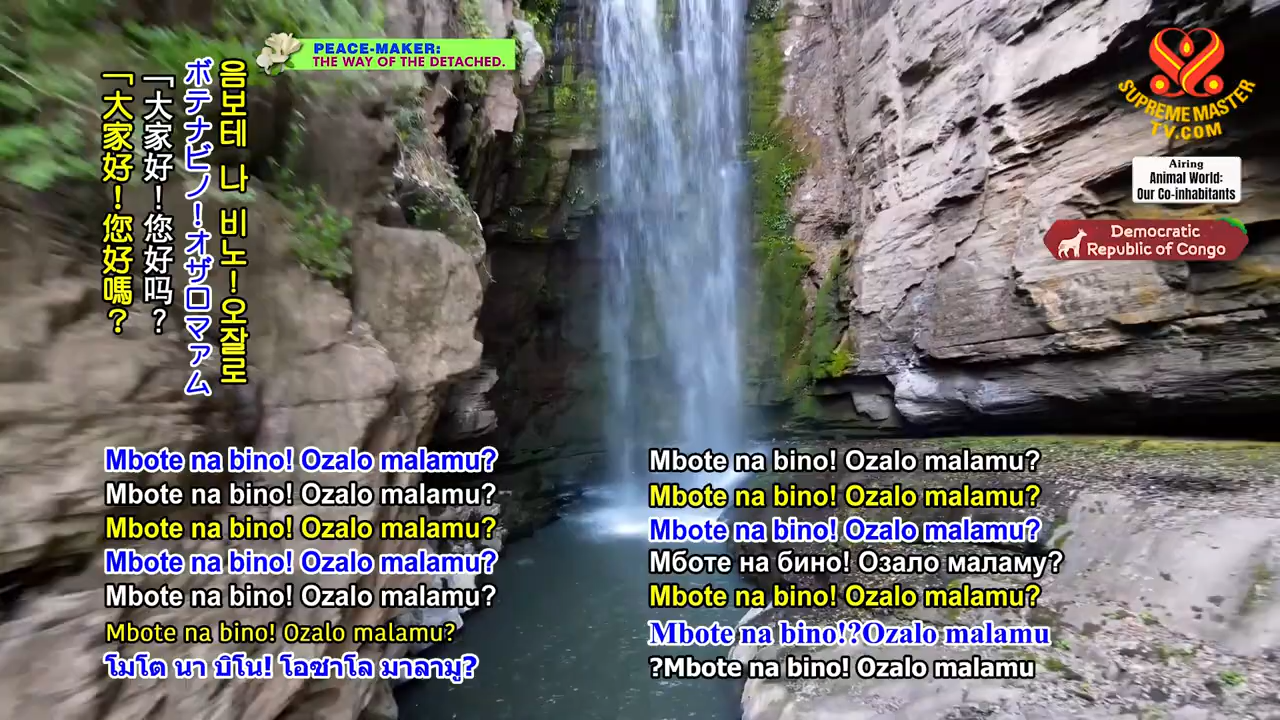 PEACE-MAKER:
THE WAY OF THE DETACHED.
SUPREME MASTER
TV.COM
Airing
Animal World:
Our Co-inhabitants
Democratic
Republic of Congo
음모테 나 비노! 오잘로
ボテナビノ!オザロマァム
「大家好!您好吗?
「大家好!您好嗎?
Mbote na bino! Ozalo malamu?
Mbote na bino! Ozalo malamu?
Mbote na bino! Ozalo malamu?
Mbote na bino! Ozalo malamu?
Mbote na bino! Ozalo malamu?
Mbote na bino! Ozalo malamu?
โมโต นา บิโน! โอซาโล มาลามู?
Mbote na bino! Ozalo malamu?
Mbote na bino! Ozalo malamu?
Mbote na bino! Ozalo malamu?
Мботе на бино! Озало маламу?
Mbote na bino! Ozalo malamu?
Mbote na bino!?Ozalo malamu
?Mbote na bino! Ozalo malamu